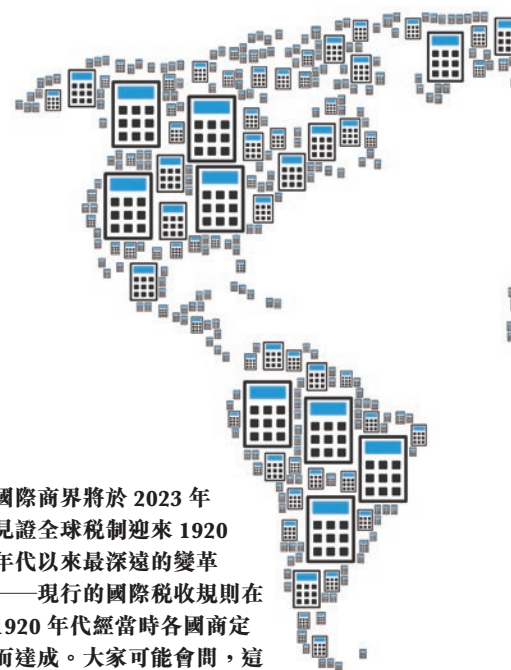 國際商界將於 2023 年
見證全球税制迎來 1920
年代以來最深遠的變革
——現行的國際税收規則在
1920 年代經當時各國商定
而達成。大家可能會問，這